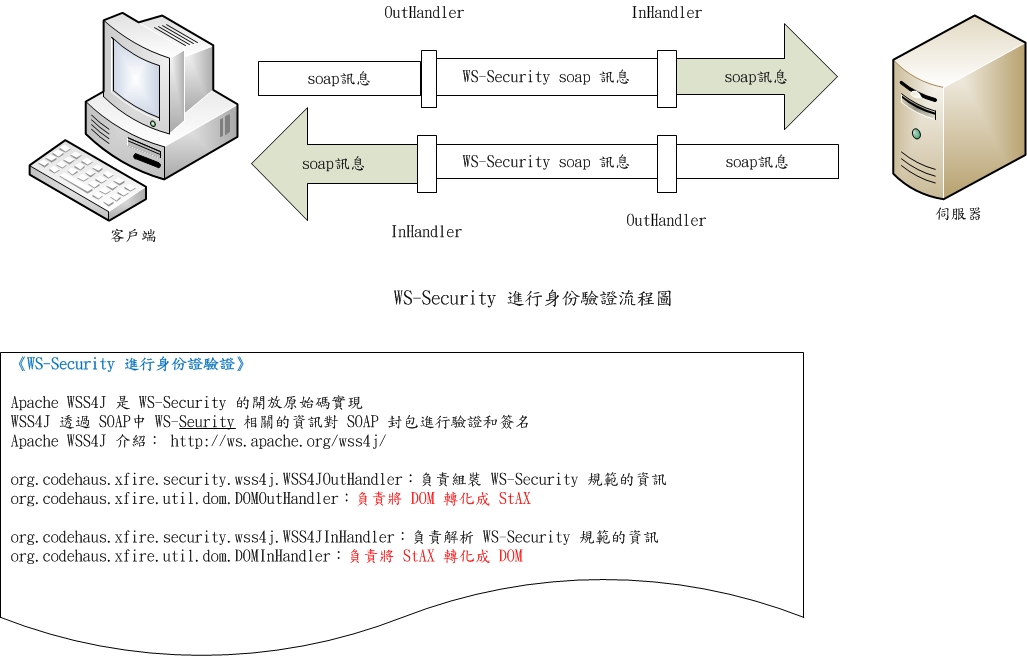 OutHandler
InHandler
soap訊息
WS-Security soap 訊息
soap訊息
soap訊息
WS-Security soap 訊息
soap訊息
客戶端
InHandler
OutHandler
伺服器
WS-Security 進行身份驗證流程圖
《WS-Security 進行身份證驗證》
Apache WSS4J 是 WS-Security 的開放原始碼實現
WSS4J 透過 SOAP中 WS-Seurity 相關的資訊對 SOAP 封包進行驗證和簽名
Apache WSS4J 介紹： http://ws.apache.org/wss4j/
org.codehaus.xfire.security.wss4j.WSS4JOutHandler：負責組裝 WS-Security 規範的資訊
org.codehaus.xfire.util.dom.DOMOutHandler：負責將 DOM 轉化成 StAX
org.codehaus.xfire.security.wss4j.WSS4JInHandler：負責解析 WS-Security 規範的資訊
org.codehaus.xfire.util.dom.DOMInHandler：負責將 StAX 轉化成 DOM